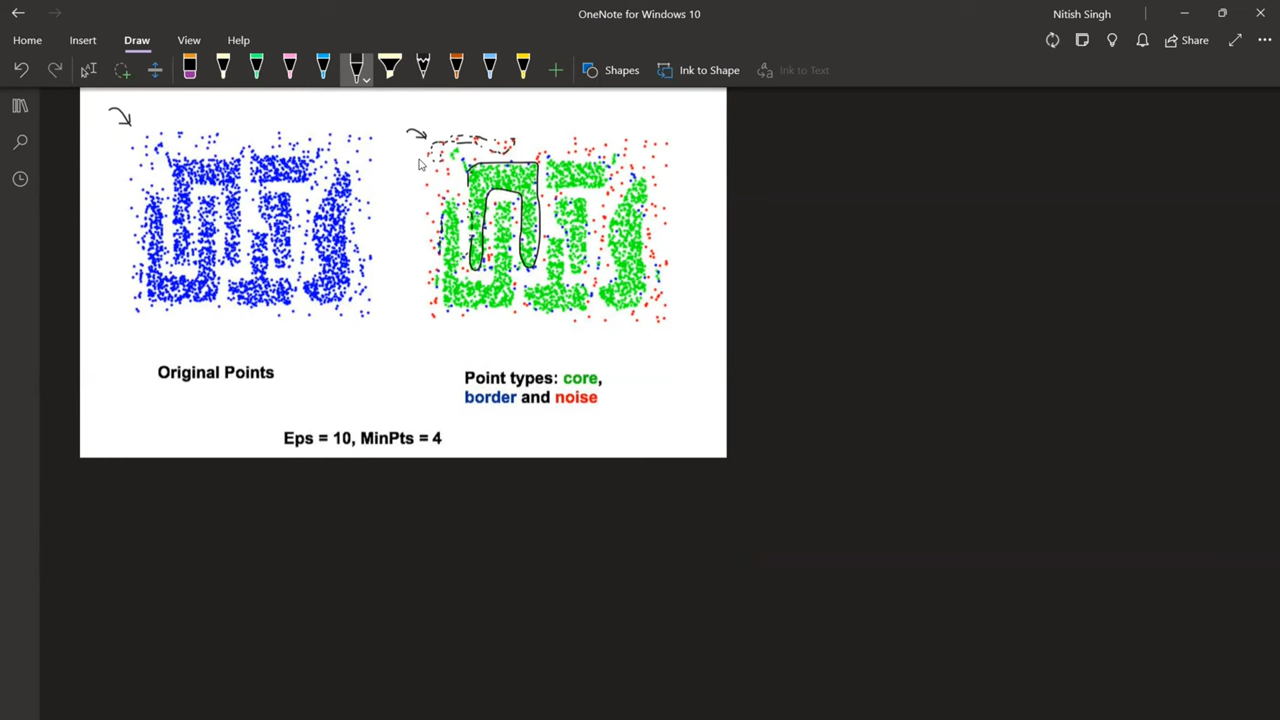 OneNote for Windows 10
Nitish Singh
Home Insert Draw View Help
Share
Shapes Ink to Shape Ink to Text
Original Points
Point types: core,
border and noise
Eps = 10, MinPts = 4